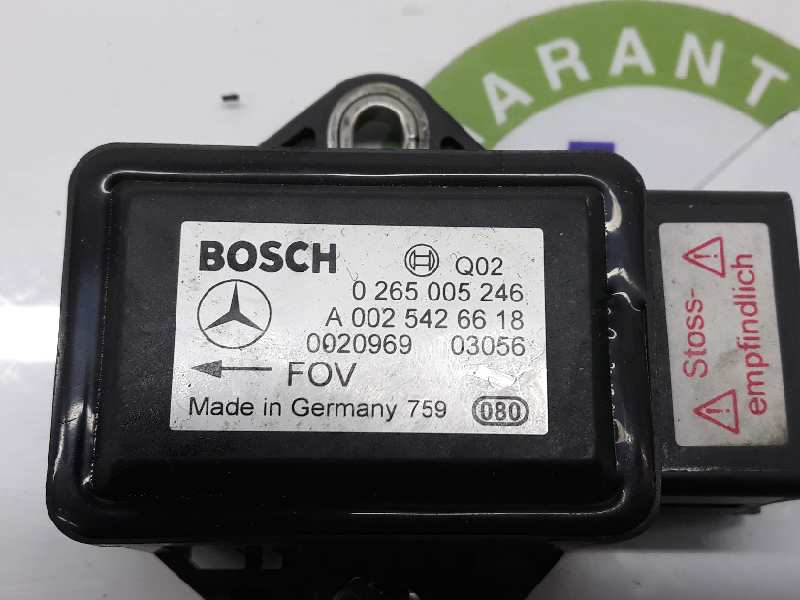 ARANT
BOSCH Q02
0 265 005 246
A 002 542 66 18
0020969 03056
FOV
Made in Germany 759 080
Stoss-
empfindlich